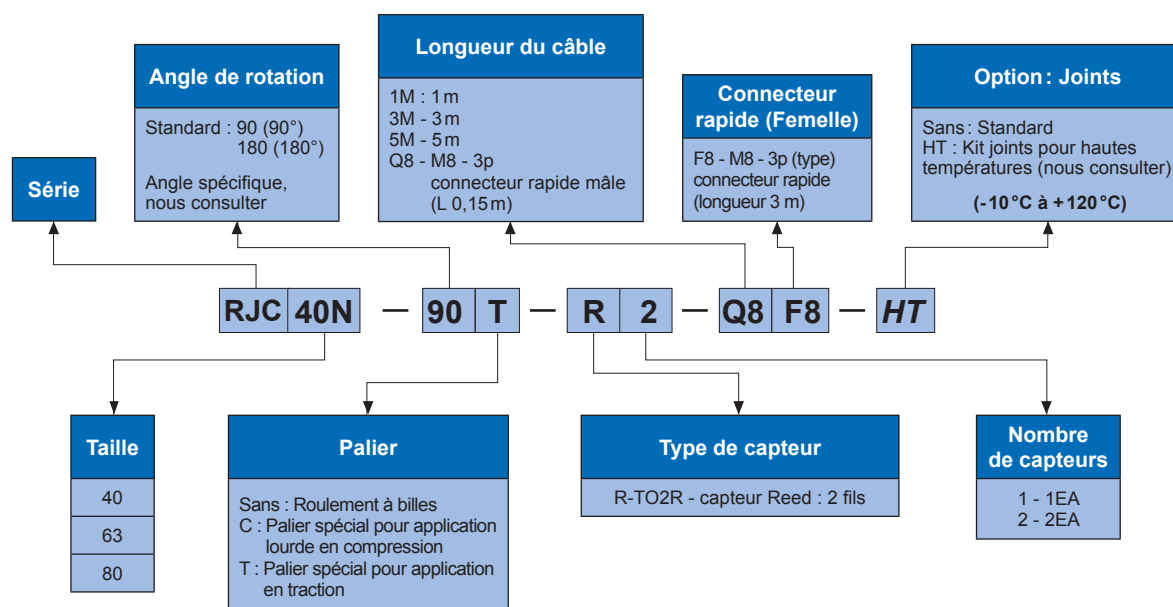 Longueur du câble
1M : 1 m
3M - 3 m
5M - 5 m
Q8 - M8 - 3p
connecteur rapide mâle
(L 0,15 m)
Angle de rotation
Standard : 90 (90°)
180 (180°)
Angle spécifique,
nous consulter
Option : Joints
Sans : Standard
HT : Kit joints pour hautes
températures (nous consulter)
(-10 °C à +120 °C)
Connecteur
rapide (Femelle)
F8 - M8 - 3p (type)
connecteur rapide
(longueur 3 m)
Série
RJC 40N — 90 T — R 2 — Q8 F8 — HT
Taille
40
63
80
Palier
Sans : Roulement à billes
C : Palier spécial pour application
lourde en compression
T : Palier spécial pour application
en traction
Type de capteur
R-TO2R - capteur Reed : 2 fils
Nombre
de capteurs
1 - 1EA
2 - 2EA